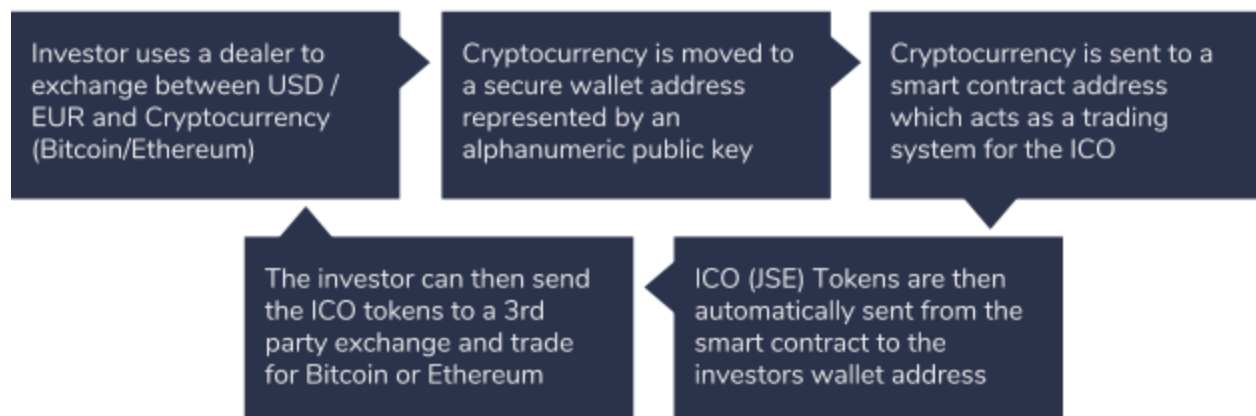 Investor uses a dealer to
exchange between USD /
EUR and Cryptocurrency
(Bitcoin/Ethereum)
Cryptocurrency is moved to
a secure wallet address
represented by an
alphanumeric public key
Cryptocurrency is sent to a
smart contract address
which acts as a trading
system for the ICO
The investor can then send
the ICO tokens to a 3rd
party exchange and trade
for Bitcoin or Ethereum
ICO (JSE) Tokens are then
automatically sent from the
smart contract to the
investors wallet address